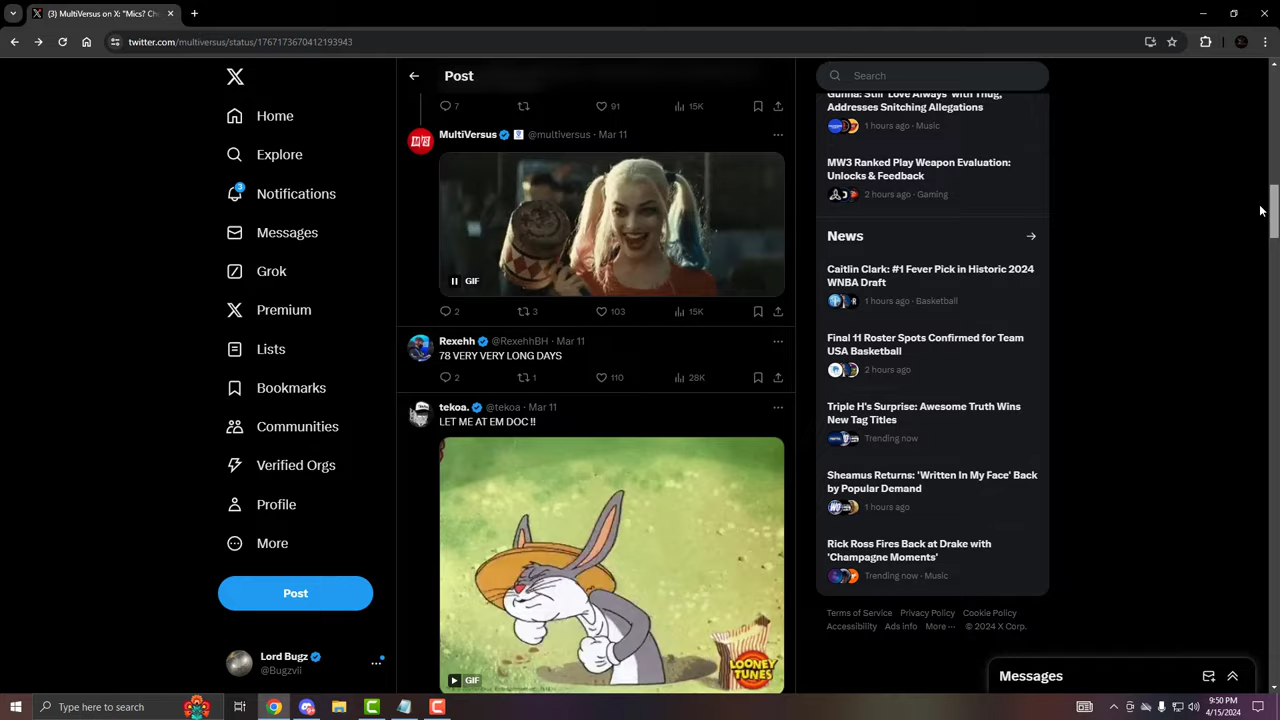 (3) MultiVersus on X: "Mics? Ch
twitter.com/multiversus/status/1767173670412193943
Home
Explore
3
Notifications
Messages
Grok
Premium
Lists
Bookmarks
Communities
Verified Orgs
Profile
More
Post
Lord Bugz
@Bugzvii
Post
7
91
15K
MultiVersus @multiversus · Mar 11
GIF
2
3
103
15K
Rexehh @RexehhBH · Mar 11
78 VERY VERY LONG DAYS
2
1
110
28K
tekoa. @tekoa · Mar 11
LET ME AT EM DOC !!
LOONEY
TUNES
GIF
Search
Gunna: Still 'Love Always' with Thug,
Addresses Snitching Allegations
1 hours ago · Music
MW3 Ranked Play Weapon Evaluation:
Unlocks & Feedback
2 hours ago · Gaming
News
Caitlin Clark: #1 Fever Pick in Historic 2024
WNBA Draft
1 hours ago · Basketball
Final 11 Roster Spots Confirmed for Team
USA Basketball
2 hours ago
Triple H's Surprise: Awesome Truth Wins
New Tag Titles
Trending now
Sheamus Returns: 'Written In My Face' Back
by Popular Demand
1 hours ago
Rick Ross Fires Back at Drake with
'Champagne Moments'
Trending now · Music
Terms of Service Privacy Policy Cookie Policy
Accessibility Ads info More ··· © 2024 X Corp.
Messages
Type here to search
9:50 PM
4/15/2024